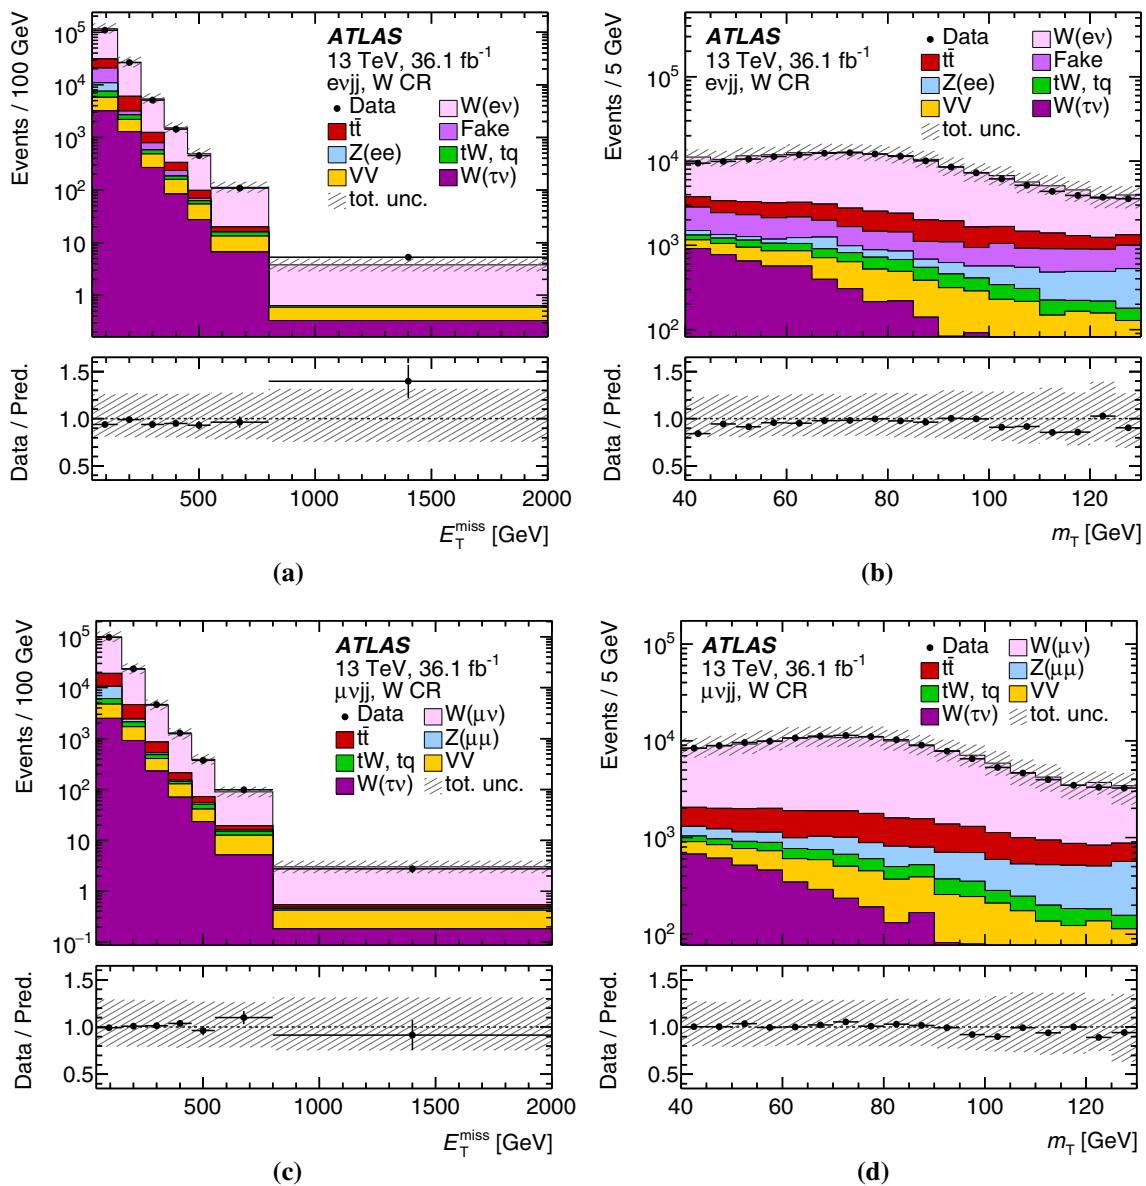 Events / 100 GeV
10⁵
10⁴
10³
10²
10
1
ATLAS
13 TeV, 36.1 fb⁻¹
eνjj, W CR
Data
W(eν)
tt̄
Fake
Z(ee)
tW, tq
VV
W(τν)
tot. unc.
Data / Pred.
1.5
1.0
0.5
500 1000 1500 2000
E_T^miss [GeV]
(a)
Events / 5 GeV
10⁵
10⁴
10³
10²
ATLAS
13 TeV, 36.1 fb⁻¹
eνjj, W CR
Data
W(eν)
tt̄
Fake
Z(ee)
tW, tq
VV
W(τν)
tot. unc.
Data / Pred.
1.5
1.0
0.5
40 60 80 100 120
m_T [GeV]
(b)
Events / 100 GeV
10⁵
10⁴
10³
10²
10
1
10⁻¹
ATLAS
13 TeV, 36.1 fb⁻¹
μνjj, W CR
Data
W(μν)
tt̄
Z(μμ)
tW, tq
VV
W(τν)
tot. unc.
Data / Pred.
1.5
1.0
0.5
500 1000 1500 2000
E_T^miss [GeV]
(c)
Events / 5 GeV
10⁵
10⁴
10³
10²
ATLAS
13 TeV, 36.1 fb⁻¹
μνjj, W CR
Data
W(μν)
tt̄
Z(μμ)
tW, tq
VV
W(τν)
tot. unc.
Data / Pred.
1.5
1.0
0.5
40 60 80 100 120
m_T [GeV]
(d)